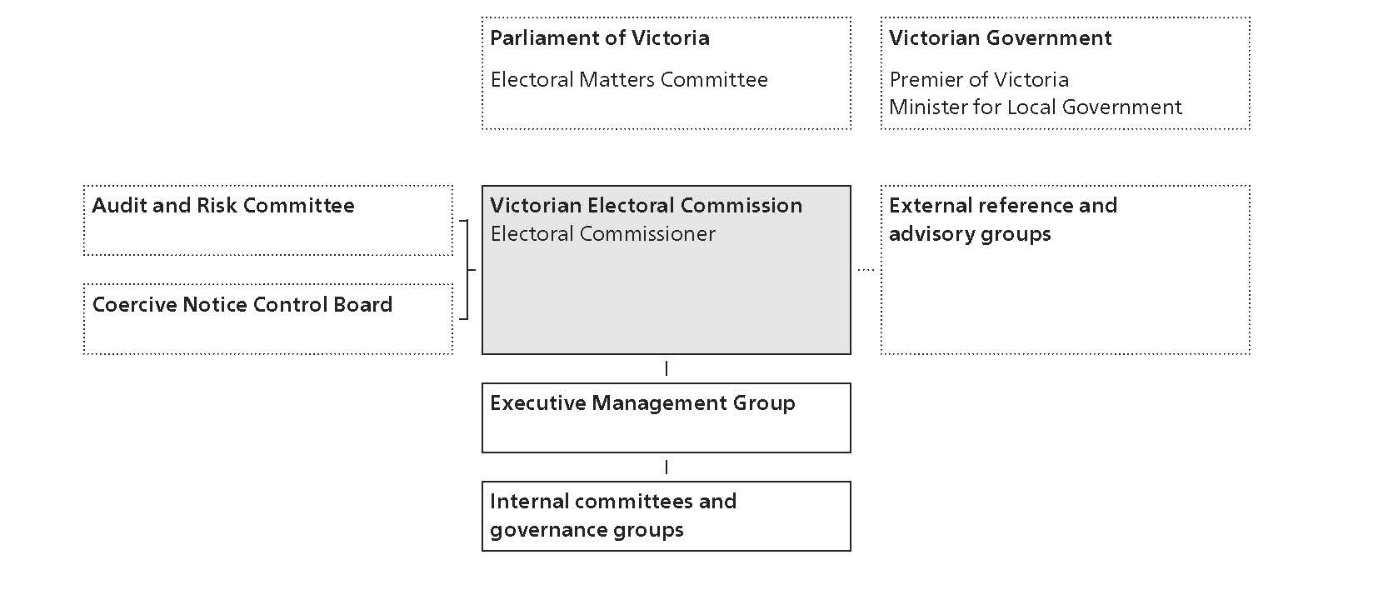 Parliament of Victoria
Electoral Matters Committee
Victorian Government
Premier of Victoria
Minister for Local Government
Audit and Risk Committee
Coercive Notice Control Board
Victorian Electoral Commission
Electoral Commissioner
External reference and
advisory groups
Executive Management Group
Internal committees and
governance groups